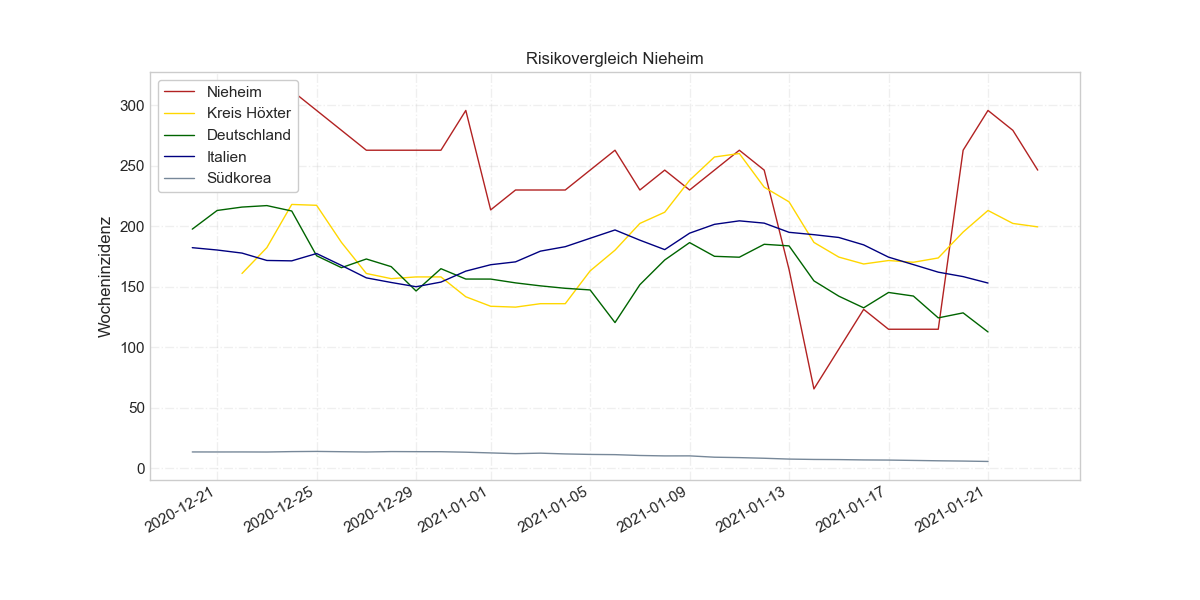 Risikovergleich Nieheim
Nieheim
Kreis Höxter
Deutschland
Italien
Südkorea
Wocheninzidenz
300
250
200
150
100
50
0
2020-12-21
2020-12-25
2020-12-29
2021-01-01
2021-01-05
2021-01-09
2021-01-13
2021-01-17
2021-01-21